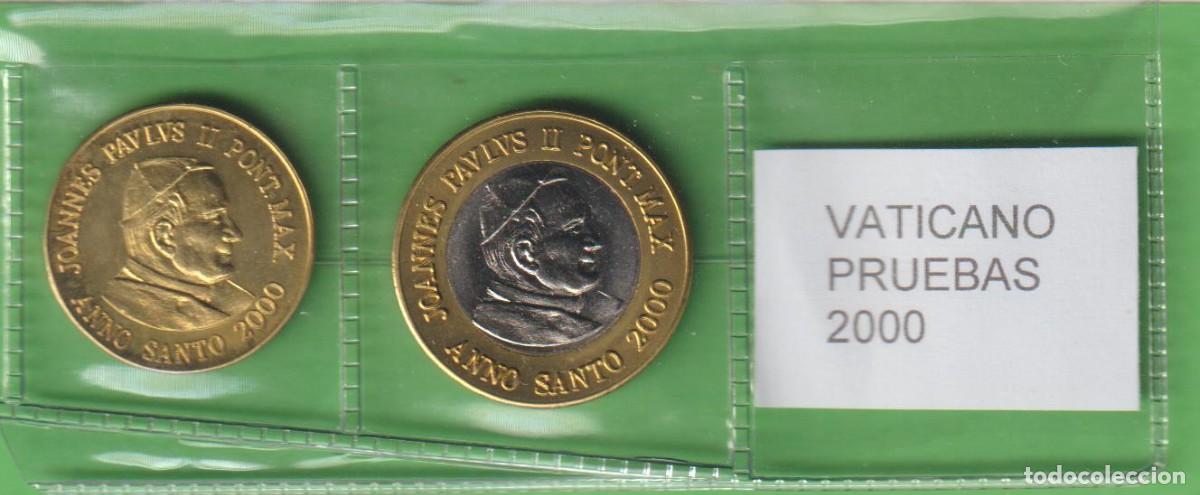 JOANNES PAVLVS II PONT. MAX
ANNO SANTO 2000
JOANNES PAVLVS II PONT. MAX
ANNO SANTO 2000
VATICANO
PRUEBAS
2000
todocoleccion